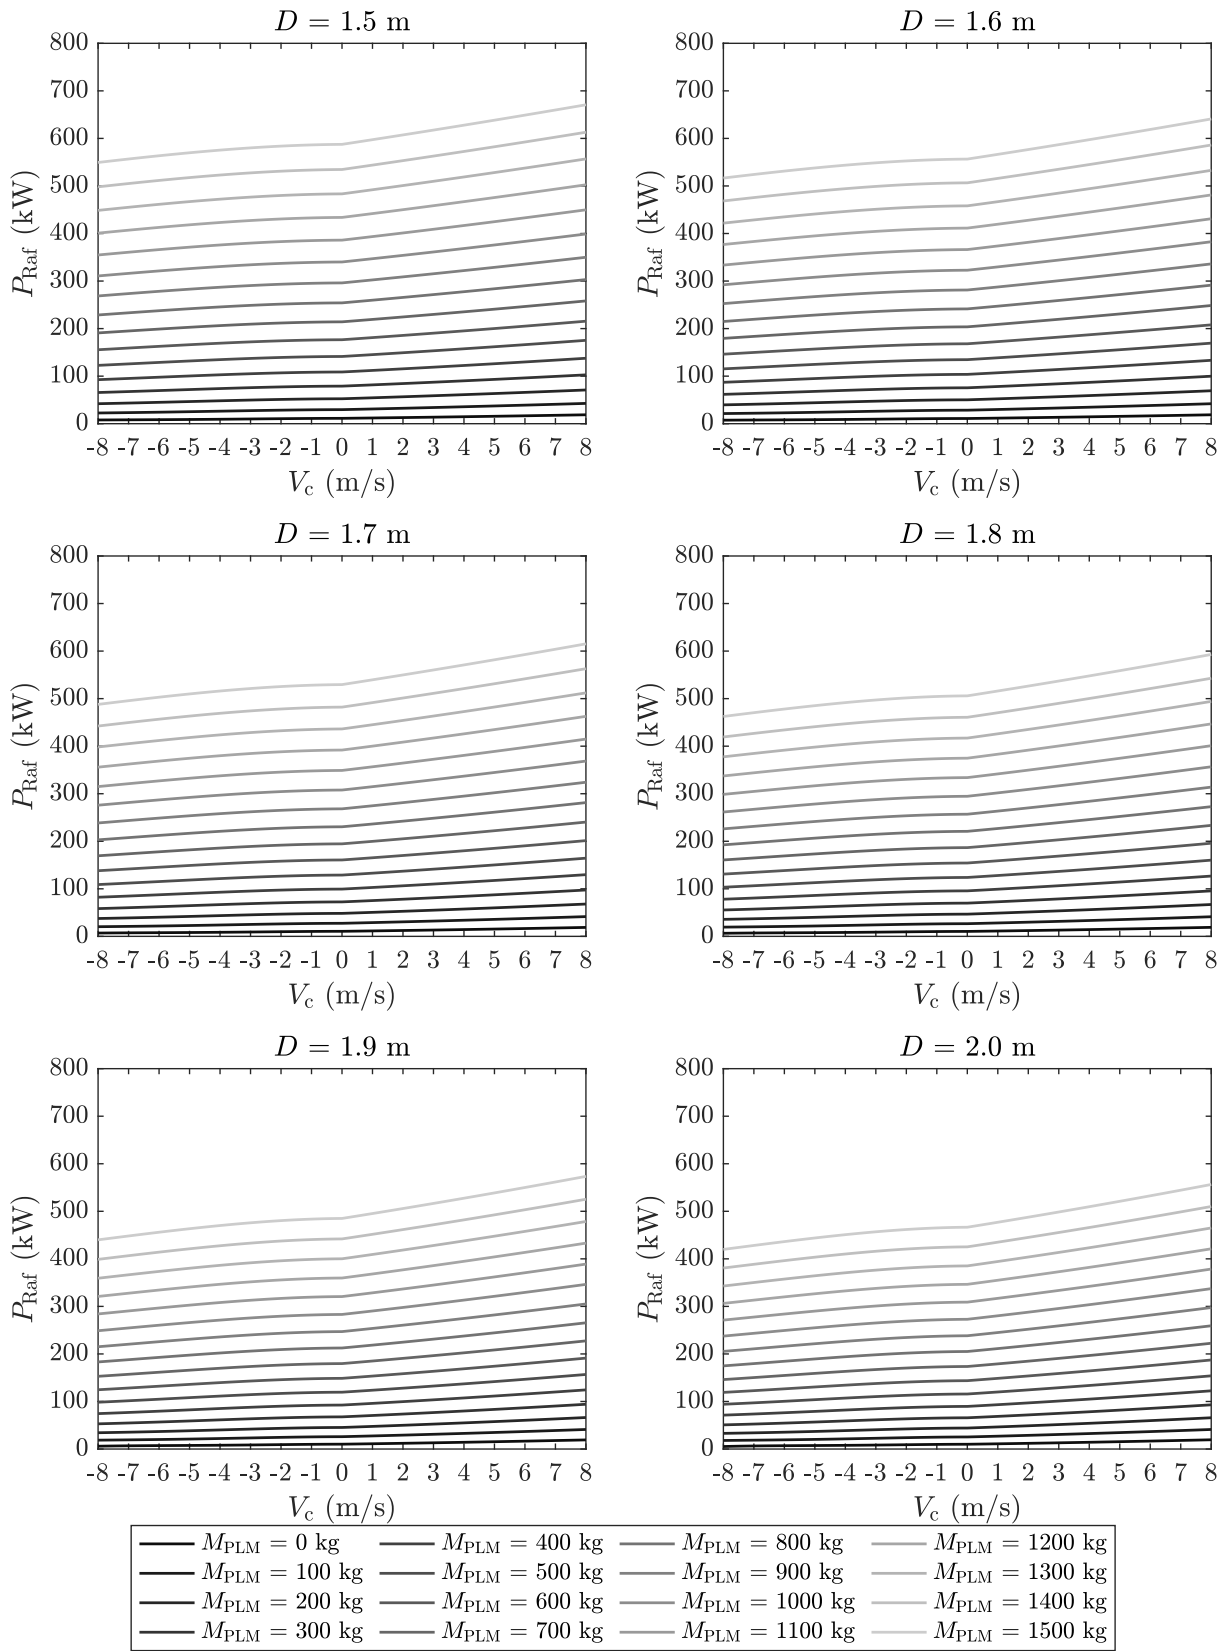 D = 1.5 m
D = 1.6 m
800
700
600
500
400
300
200
100
0
P_Raf (kW)
-8 -7 -6 -5 -4 -3 -2 -1 0 1 2 3 4 5 6 7 8
V_c (m/s)
800
700
600
500
400
300
200
100
0
P_Raf (kW)
-8 -7 -6 -5 -4 -3 -2 -1 0 1 2 3 4 5 6 7 8
V_c (m/s)
D = 1.7 m
D = 1.8 m
800
700
600
500
400
300
200
100
0
P_Raf (kW)
-8 -7 -6 -5 -4 -3 -2 -1 0 1 2 3 4 5 6 7 8
V_c (m/s)
800
700
600
500
400
300
200
100
0
P_Raf (kW)
-8 -7 -6 -5 -4 -3 -2 -1 0 1 2 3 4 5 6 7 8
V_c (m/s)
D = 1.9 m
D = 2.0 m
800
700
600
500
400
300
200
100
0
P_Raf (kW)
-8 -7 -6 -5 -4 -3 -2 -1 0 1 2 3 4 5 6 7 8
V_c (m/s)
800
700
600
500
400
300
200
100
0
P_Raf (kW)
-8 -7 -6 -5 -4 -3 -2 -1 0 1 2 3 4 5 6 7 8
V_c (m/s)
M_PLM = 0 kg M_PLM = 400 kg M_PLM = 800 kg M_PLM = 1200 kg
M_PLM = 100 kg M_PLM = 500 kg M_PLM = 900 kg M_PLM = 1300 kg
M_PLM = 200 kg M_PLM = 600 kg M_PLM = 1000 kg M_PLM = 1400 kg
M_PLM = 300 kg M_PLM = 700 kg M_PLM = 1100 kg M_PLM = 1500 kg